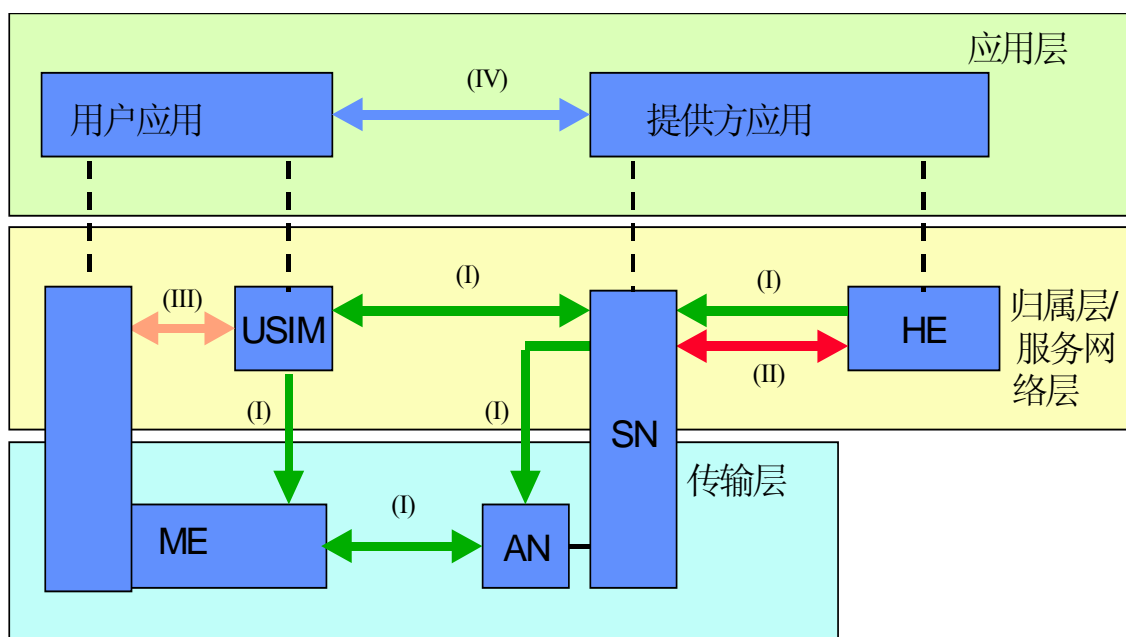 应用层
(IV)
用户应用
提供方应用
(I)
(I)
(III)
USIM
HE
归属层/
服务网
络层
(II)
(I)
(I)
SN
传输层
(I)
ME
AN